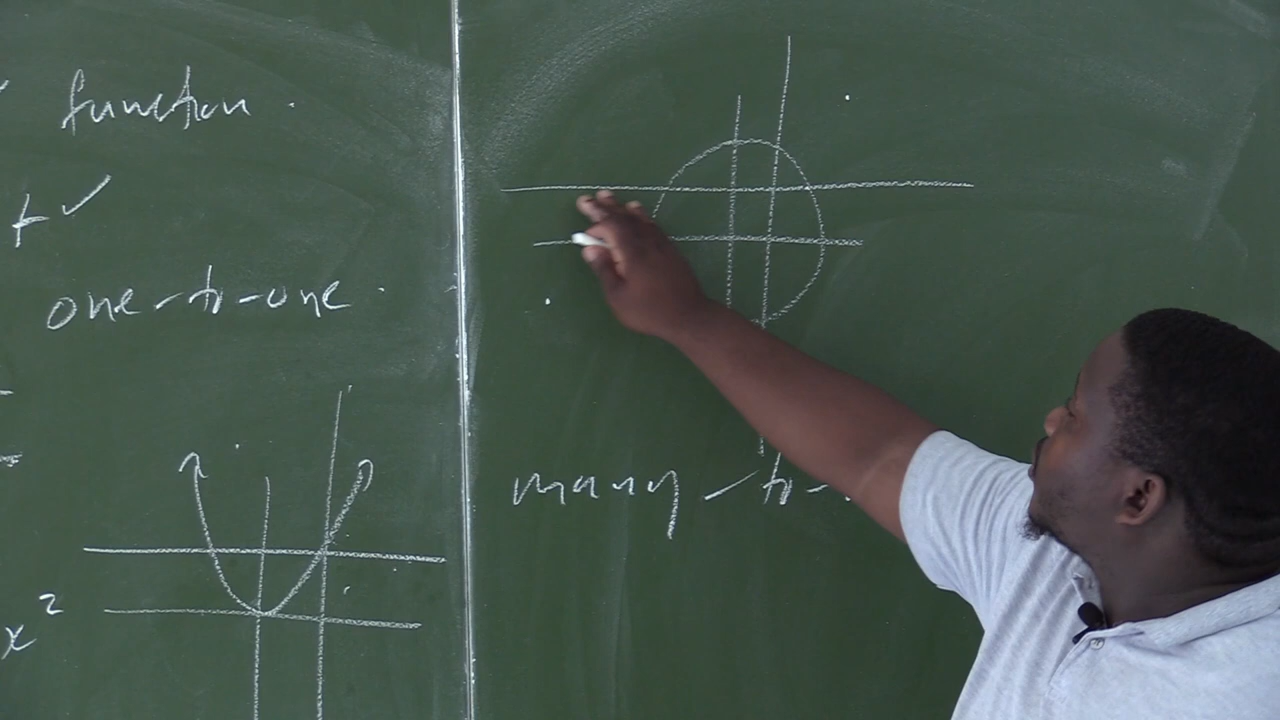 function.
+ ✓
one-to-one.
x²
many-to-